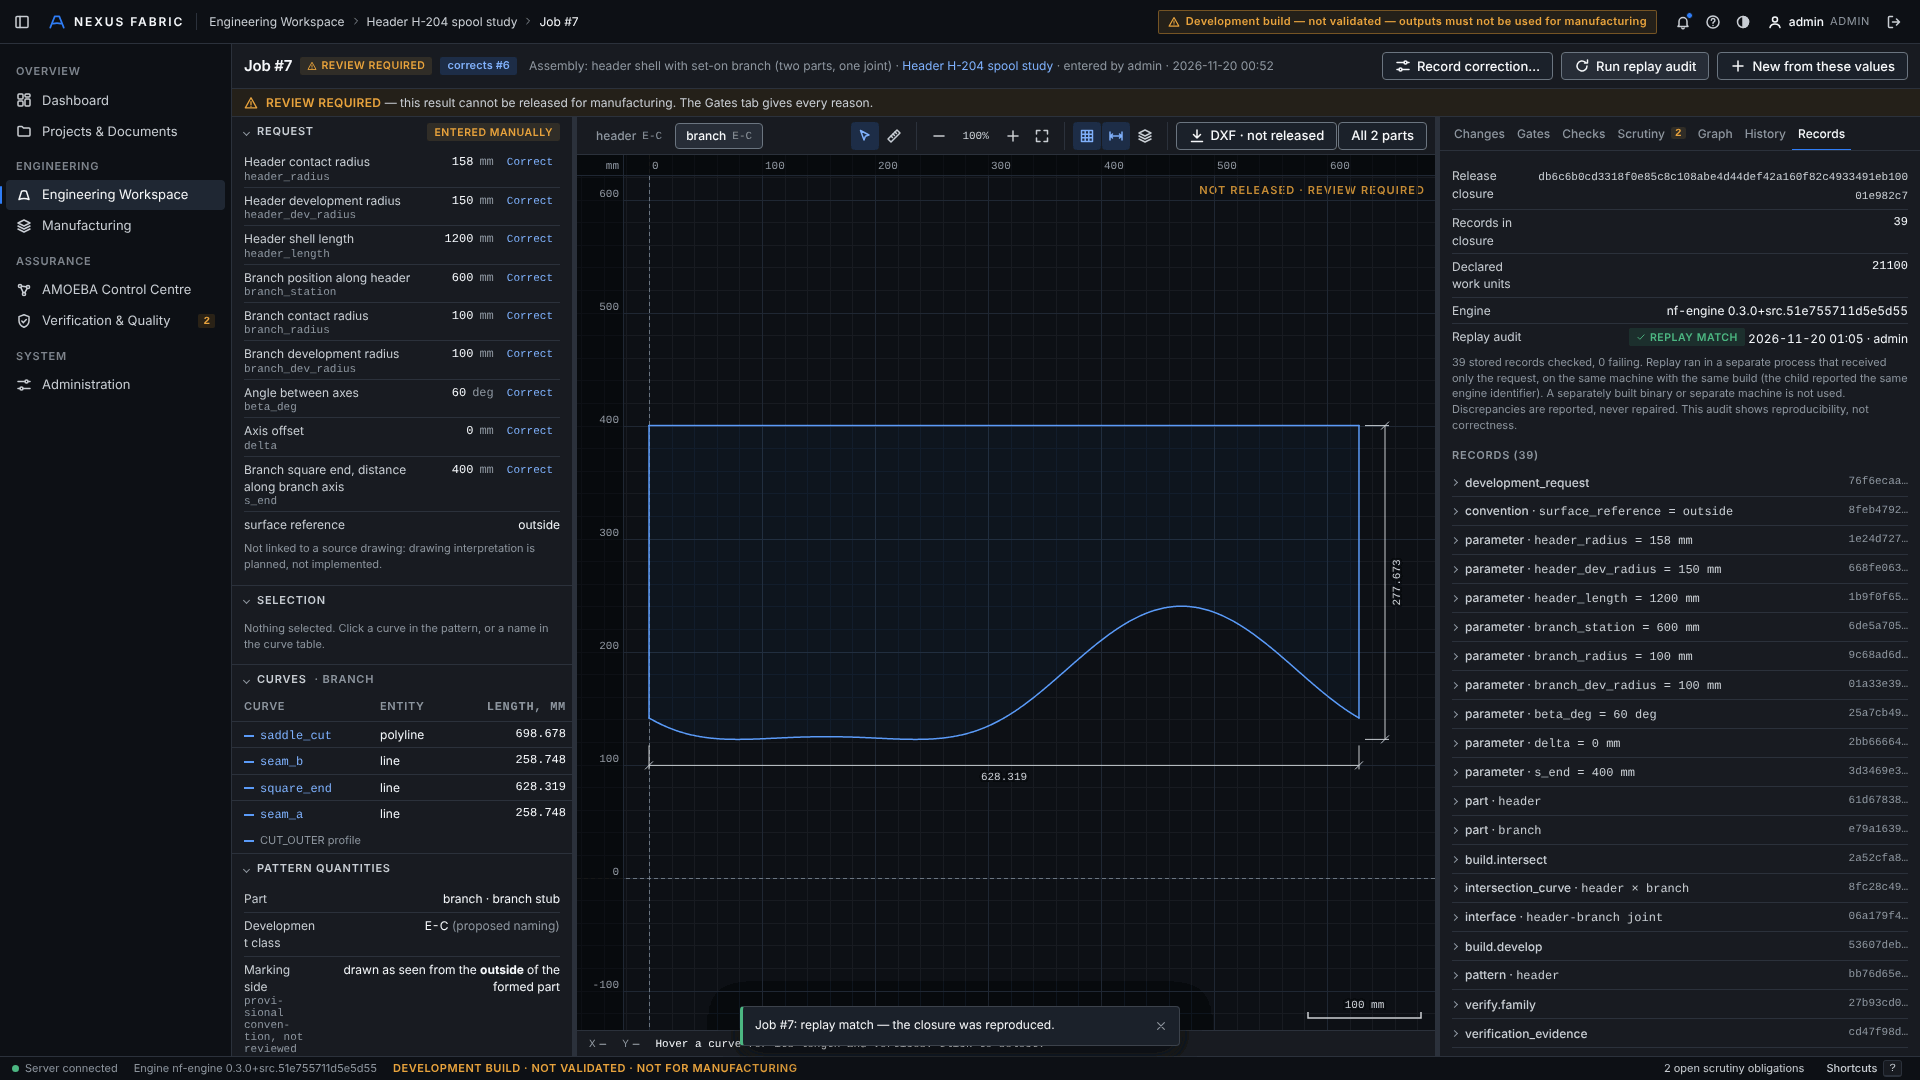 NEXUS FABRIC
Engineering Workspace > Header H-204 spool study > Job #7
Development build — not validated — outputs must not be used for manufacturing
admin ADMIN
OVERVIEW
Dashboard
Projects & Documents
ENGINEERING
Engineering Workspace
Manufacturing
ASSURANCE
AMOEBA Control Centre
Verification & Quality 2
SYSTEM
Administration
Job #7 REVIEW REQUIRED corrects #6 Assembly: header shell with set-on branch (two parts, one joint) · Header H-204 spool study · entered by admin · 2026-11-20 00:52
Record correction... Run replay audit New from these values
REVIEW REQUIRED — this result cannot be released for manufacturing. The Gates tab gives every reason.
REQUEST ENTERED MANUALLY
Header contact radius 158 mm Correct
header_radius
Header development radius 150 mm Correct
header_dev_radius
Header shell length 1200 mm Correct
header_length
Branch position along header 600 mm Correct
branch_station
Branch contact radius 100 mm Correct
branch_radius
Branch development radius 100 mm Correct
branch_dev_radius
Angle between axes 60 deg Correct
beta_deg
Axis offset 0 mm Correct
delta
Branch square end, distance 400 mm Correct
along branch axis
s_end
surface reference outside
Not linked to a source drawing: drawing interpretation is
planned, not implemented.
SELECTION
Nothing selected. Click a curve in the pattern, or a name in
the curve table.
CURVES · BRANCH
CURVE ENTITY LENGTH, MM
saddle_cut polyline 698.678
seam_b line 258.748
square_end line 628.319
seam_a line 258.748
CUT_OUTER profile
PATTERN QUANTITIES
Part branch · branch stub
Developmen E-C (proposed naming)
t class
Marking drawn as seen from the outside of the
side formed part
provi-
sional
conven-
tion, not
reviewed
header E-C branch E-C
100%
DXF · not released All 2 parts
mm 0 100 200 300 400 500 600
NOT RELEASED · REVIEW REQUIRED
600
500
400
300
200
100
0
-100
277.673
628.319
100 mm
Job #7: replay match — the closure was reproduced.
X — Y — Hover a curve
Changes Gates Checks Scrutiny 2 Graph History Records
Release db6c6b0cd3318f0e85c8c108abe4d44def42a160f82c4933491eb100
closure 01e982c7
Records in 39
closure
Declared 21100
work units
Engine nf-engine 0.3.0+src.51e755711d5e5d55
Replay audit REPLAY MATCH 2026-11-20 01:05 · admin
39 stored records checked, 0 failing. Replay ran in a separate process that received
only the request, on the same machine with the same build (the child reported the same
engine identifier). A separately built binary or separate machine is not used.
Discrepancies are reported, never repaired. This audit shows reproducibility, not
correctness.
RECORDS (39)
development_request 76f6ecaa…
convention · surface_reference = outside 8feb4792…
parameter · header_radius = 158 mm 1e24d727…
parameter · header_dev_radius = 150 mm 668fe063…
parameter · header_length = 1200 mm 1b9f0f65…
parameter · branch_station = 600 mm 6de5a705…
parameter · branch_radius = 100 mm 9c68ad6d…
parameter · branch_dev_radius = 100 mm 01a33e39…
parameter · beta_deg = 60 deg 25a7cb49…
parameter · delta = 0 mm 2bb66664…
parameter · s_end = 400 mm 3d3469e3…
part · header 61d67838…
part · branch e79a1639…
build.intersect 2a52cfa8…
intersection_curve · header × branch 8fc28c49…
interface · header-branch joint 06a179f4…
build.develop 53607deb…
pattern · header bb76d65e…
verify.family 27b93cd0…
verification_evidence cd47f98d…
Server connected Engine nf-engine 0.3.0+src.51e755711d5e5d55 DEVELOPMENT BUILD · NOT VALIDATED · NOT FOR MANUFACTURING
2 open scrutiny obligations Shortcuts ?